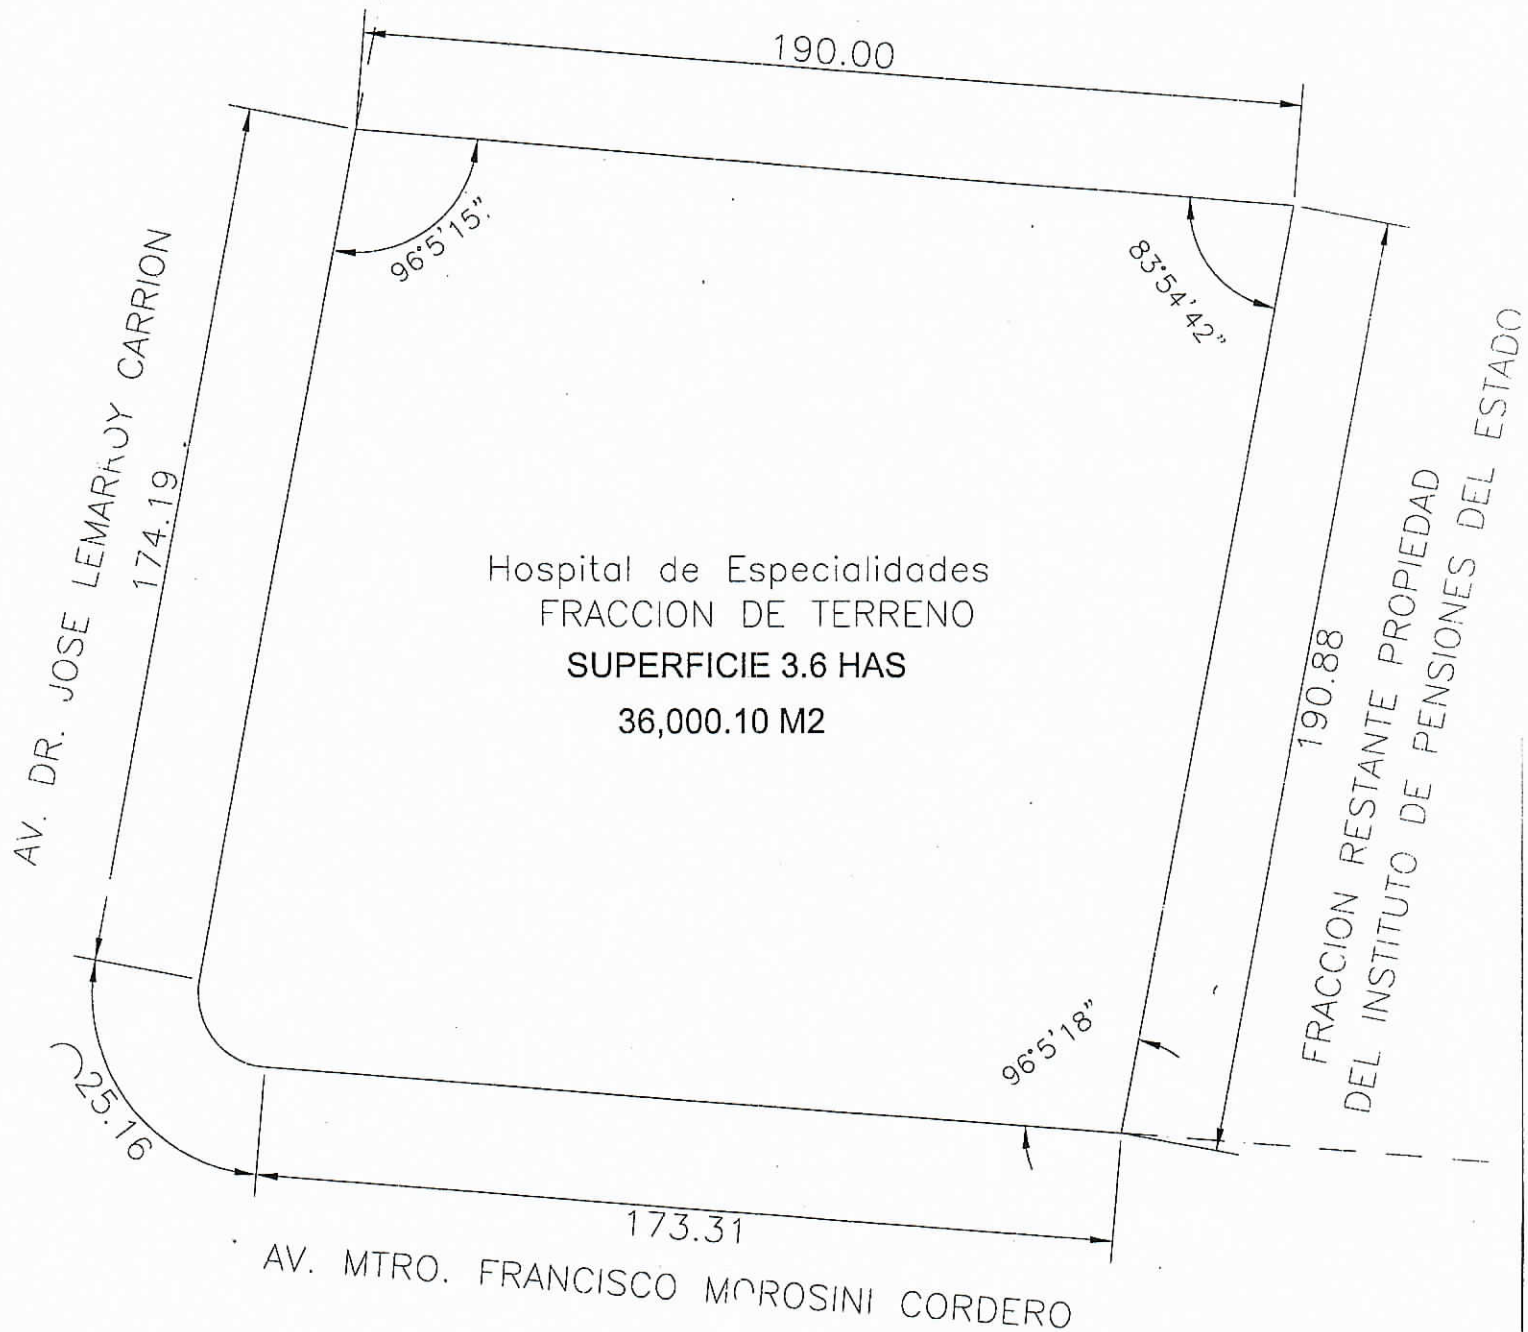 190.00
96°5'15"
83°54'42"
AV. DR. JOSE LEMARROY CARRION
174.19
Hospital de Especialidades
FRACCION DE TERRENO
SUPERFICIE 3.6 HAS
36,000.10 M2
190.88
FRACCION RESTANTE PROPIEDAD
DEL INSTITUTO DE PENSIONES DEL ESTADO
96°5'18"
25.16
173.31
AV. MTRO. FRANCISCO MOROSINI CORDERO